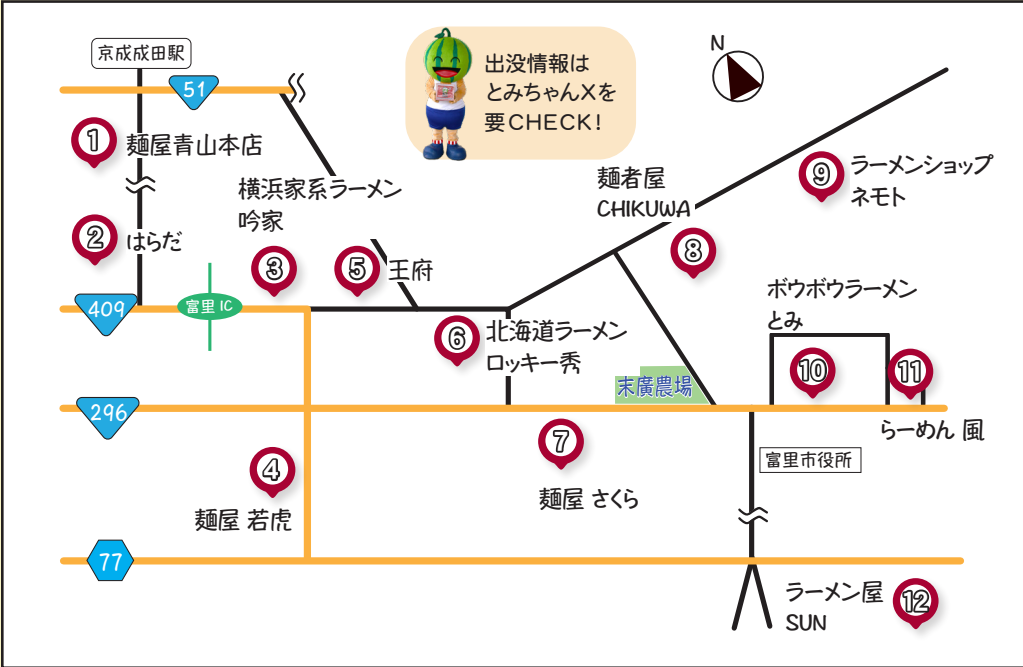 京成成田駅
51
出没情報は
とみちゃんXを
要CHECK!
N
① 麺屋青山本店
② はらだ
横浜家系ラーメン
吟家
③
⑤ 王府
麺者屋
CHIKUWA
⑧
⑨ ラーメンショップ
ネモト
409
富里IC
⑥ 北海道ラーメン
ロッキー秀
ボウボウラーメン
とみ
⑩
⑪
らーめん 風
末廣農場
296
④
麺屋 若虎
⑦
麺屋 さくら
富里市役所
77
ラーメン屋
SUN
⑫